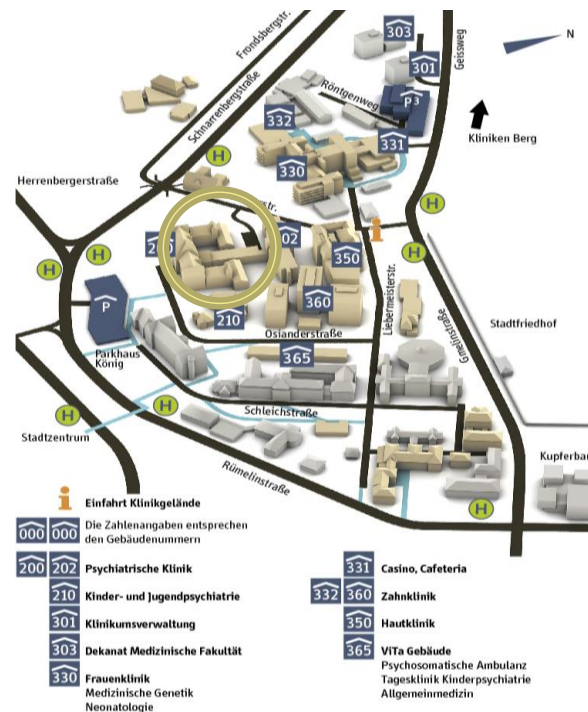 303
Geissweg
N
Frondsbergstr.
301
Röntgenweg
P3
Schnarrenbergstraße
332
Kliniken Berg
331
H
Herrenbergerstraße
330
H
str.
i
H
H
H
350
H
360
P
210
Liebermeisterstr.
Gmelinstraße
Osianderstraße
Stadtfriedhof
Parkhaus
König
365
H
H
Schleichstraße
Stadtzentrum
Rümelinstraße
H
i Einfahrt Klinikgelände
000 000 Die Zahlenangaben entsprechen
den Gebäudenummern
200 202 Psychiatrische Klinik
210 Kinder- und Jugendpsychiatrie
301 Klinikumsverwaltung
303 Dekanat Medizinische Fakultät
330 Frauenklinik
Medizinische Genetik
Neonatologie
331 Casino, Cafeteria
332 360 Zahnklinik
350 Hautklinik
365 ViTa Gebäude
Psychosomatische Ambulanz
Tagesklinik Kinderpsychiatrie
Allgemeinmedizin